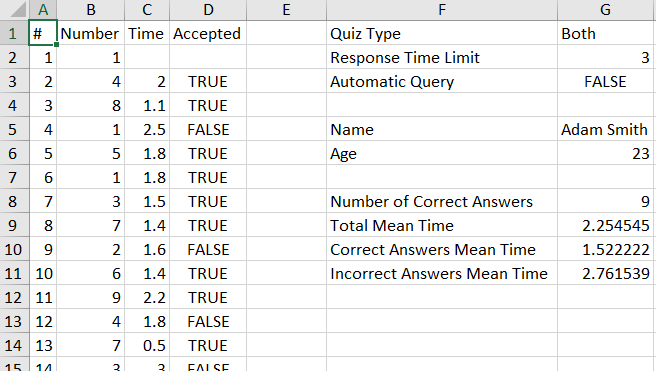 A B C D E F G
1 # Number Time Accepted Quiz Type Both
2 1 1 Response Time Limit 3
3 2 4 2 TRUE Automatic Query FALSE
4 3 8 1.1 TRUE
5 4 1 2.5 FALSE Name Adam Smith
6 5 5 1.8 TRUE Age 23
7 6 1 1.8 TRUE
8 7 3 1.5 TRUE Number of Correct Answers 9
9 8 7 1.4 TRUE Total Mean Time 2.254545
10 9 2 1.6 FALSE Correct Answers Mean Time 1.522222
11 10 6 1.4 TRUE Incorrect Answers Mean Time 2.761539
12 11 9 2.2 TRUE
13 12 4 1.8 FALSE
14 13 7 0.5 TRUE
15 14 3 3 FALSE